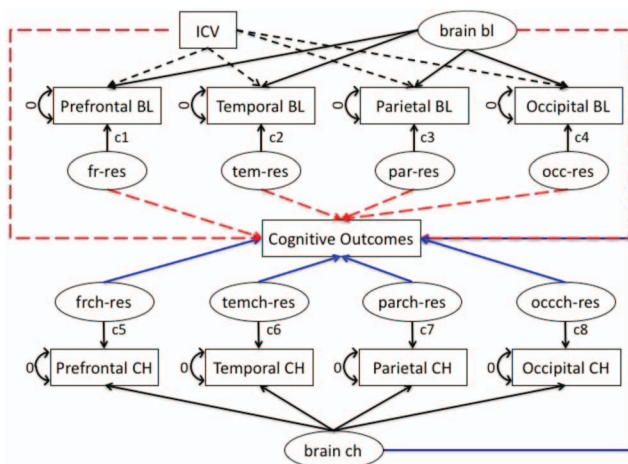 ICV
brain bl
0
Prefrontal BL
0
Temporal BL
0
Parietal BL
0
Occipital BL
c1
c2
c3
c4
fr-res
tem-res
par-res
occ-res
Cognitive Outcomes
frch-res
temch-res
parch-res
occch-res
c5
c6
c7
c8
0
Prefrontal CH
0
Temporal CH
0
Parietal CH
0
Occipital CH
brain ch